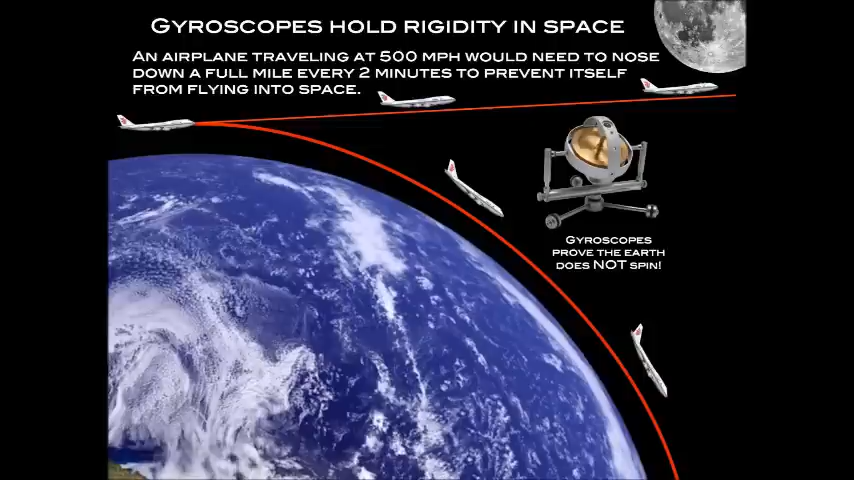 Gyroscopes hold rigidity in space
An airplane traveling at 500 mph would need to nose
down a full mile every 2 minutes to prevent itself
from flying into space.
Gyroscopes
prove the earth
does NOT spin!